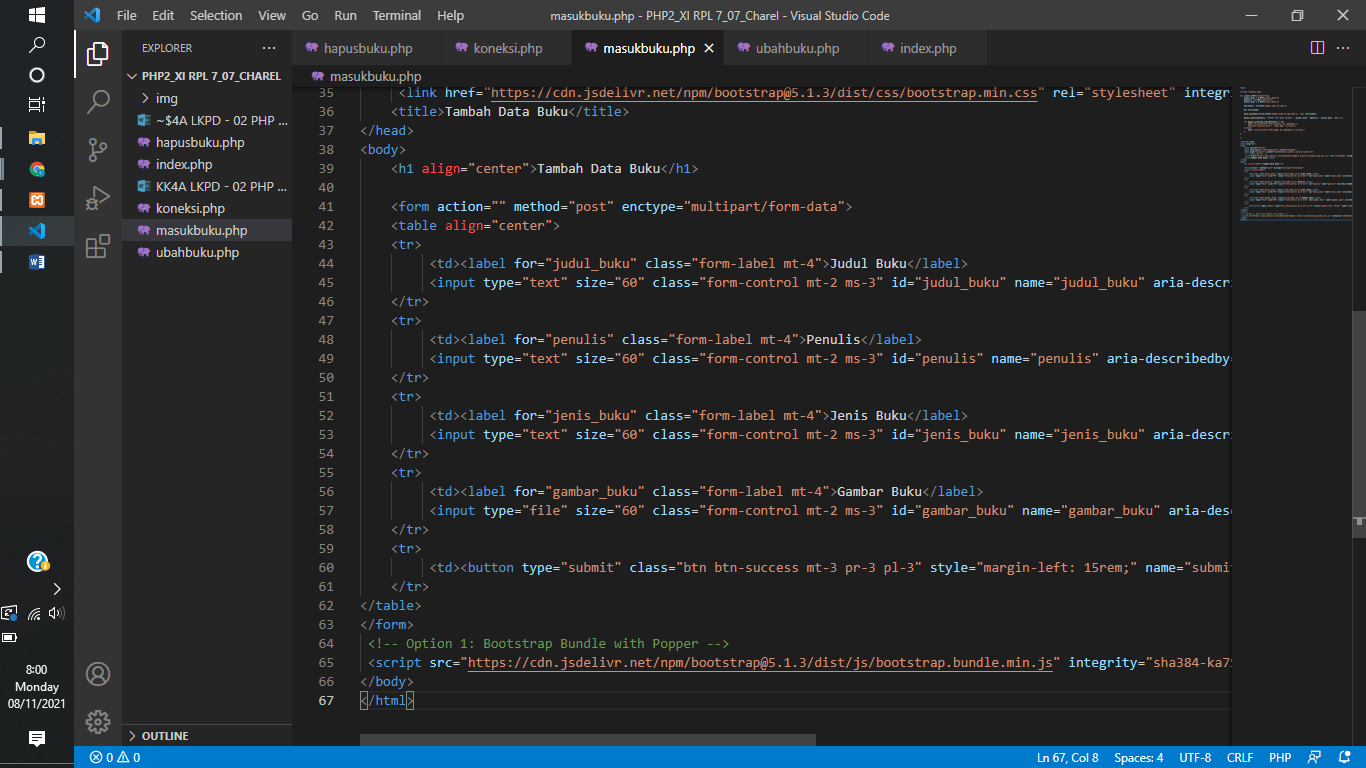 File Edit Selection View Go Run Terminal Help
masukbuku.php - PHP2_XI RPL 7_07_Charel - Visual Studio Code
EXPLORER
PHP2_XI RPL 7_07_CHAREL
img
~$4A LKPD - 02 PHP ...
hapusbuku.php
index.php
KK4A LKPD - 02 PHP ...
koneksi.php
masukbuku.php
ubahbuku.php
OUTLINE
hapusbuku.php koneksi.php masukbuku.php ubahbuku.php index.php
masukbuku.php
35 <link href="https://cdn.jsdelivr.net/npm/bootstrap@5.1.3/dist/css/bootstrap.min.css" rel="stylesheet" integr
36 <title>Tambah Data Buku</title>
37 </head>
38 <body>
39 <h1 align="center">Tambah Data Buku</h1>
40
41 <form action="" method="post" enctype="multipart/form-data">
42 <table align="center">
43 <tr>
44 <td><label for="judul_buku" class="form-label mt-4">Judul Buku</label>
45 <input type="text" size="60" class="form-control mt-2 ms-3" id="judul_buku" name="judul_buku" aria-descri
46 </tr>
47 <tr>
48 <td><label for="penulis" class="form-label mt-4">Penulis</label>
49 <input type="text" size="60" class="form-control mt-2 ms-3" id="penulis" name="penulis" aria-describedby=
50 </tr>
51 <tr>
52 <td><label for="jenis_buku" class="form-label mt-4">Jenis Buku</label>
53 <input type="text" size="60" class="form-control mt-2 ms-3" id="jenis_buku" name="jenis_buku" aria-descri
54 </tr>
55 <tr>
56 <td><label for="gambar_buku" class="form-label mt-4">Gambar Buku</label>
57 <input type="file" size="60" class="form-control mt-2 ms-3" id="gambar_buku" name="gambar_buku" aria-des
58 </tr>
59 <tr>
60 <td><button type="submit" class="btn btn-success mt-3 pr-3 pl-3" style="margin-left: 15rem;" name="submi
61 </tr>
62 </table>
63 </form>
64 <!-- Option 1: Bootstrap Bundle with Popper -->
65 <script src="https://cdn.jsdelivr.net/npm/bootstrap@5.1.3/dist/js/bootstrap.bundle.min.js" integrity="sha384-ka7
66 </body>
67 </html>
8:00
Monday
08/11/2021
0 0
Ln 67, Col 8 Spaces: 4 UTF-8 CRLF PHP